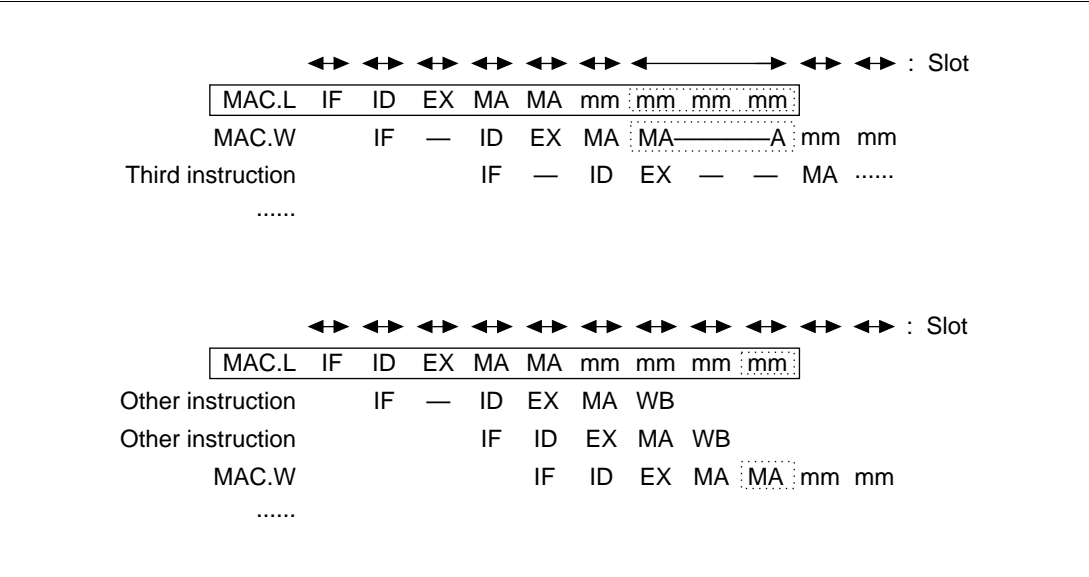 : Slot
MAC.L IF ID EX MA MA mm mm mm mm
MAC.W IF — ID EX MA MA————A mm mm
Third instruction IF — ID EX — — MA ······
······
: Slot
MAC.L IF ID EX MA MA mm mm mm mm
Other instruction IF — ID EX MA WB
Other instruction IF ID EX MA WB
MAC.W IF ID EX MA MA mm mm
······